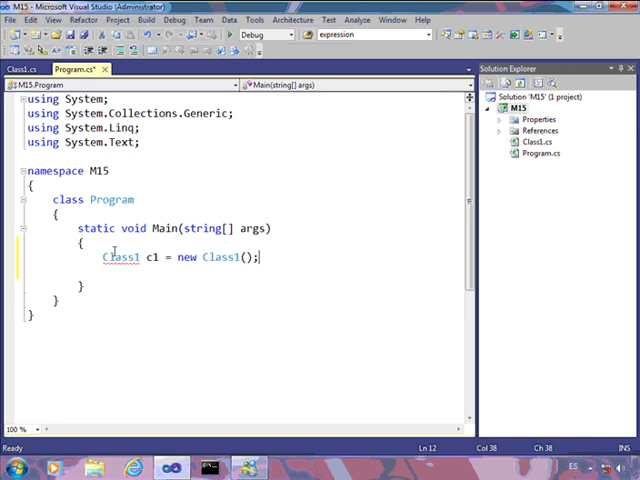 M15 - Microsoft Visual Studio (Administrator)
File Edit View Refactor Project Build Debug Team Data Tools Architecture Test Analyze Window Help
Debug expression
Class1.cs Program.cs*
M15.Program Main(string[] args)
using System;
using System.Collections.Generic;
using System.Linq;
using System.Text;
namespace M15
{
class Program
{
static void Main(string[] args)
{
Class1 c1 = new Class1();
}
}
}
100 %
Solution Explorer
Solution 'M15' (1 project)
M15
Properties
References
Class1.cs
Program.cs
Ready Ln 12 Col 38 Ch 38 INS
ES